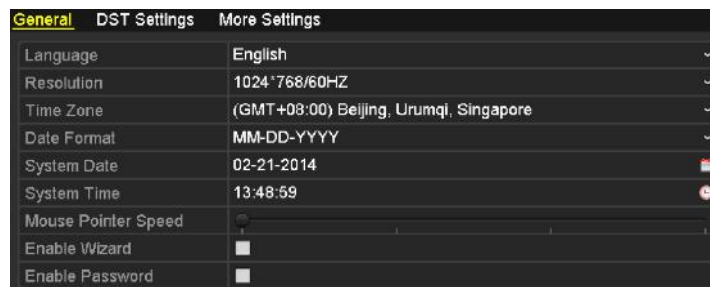 General DST Settings More Settings
Language English
Resolution 1024*768/60HZ
Time Zone (GMT+08:00) Beijing, Urumqi, Singapore
Date Format MM-DD-YYYY
System Date 02-21-2014
System Time 13:48:59
Mouse Pointer Speed
Enable Wizard
Enable Password